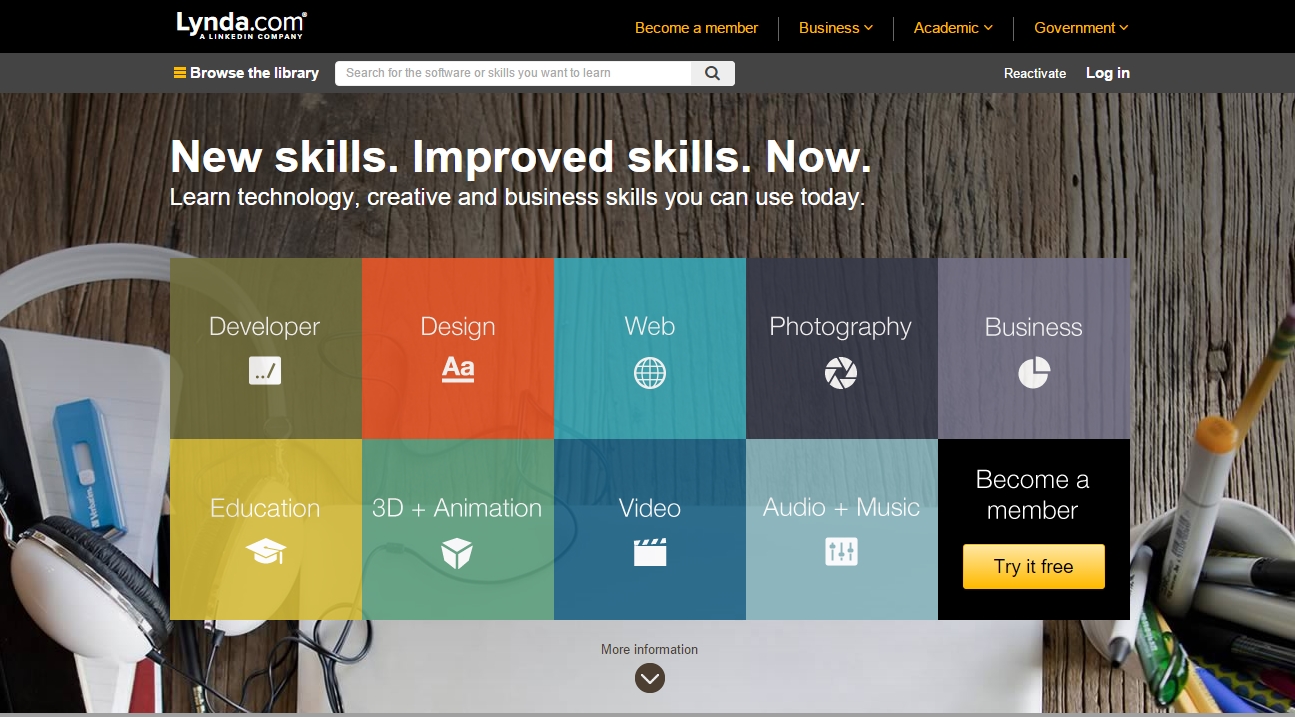 Lynda.com®
A LINKEDIN COMPANY
Become a member
Business
Academic
Government
Browse the library
Search for the software or skills you want to learn
Reactivate
Log in
New skills. Improved skills. Now.
Learn technology, creative and business skills you can use today.
Developer
../
Design
Aa
Web
Photography
Business
Education
3D + Animation
Video
Audio + Music
Become a
member
Try it free
Verbatim
More information